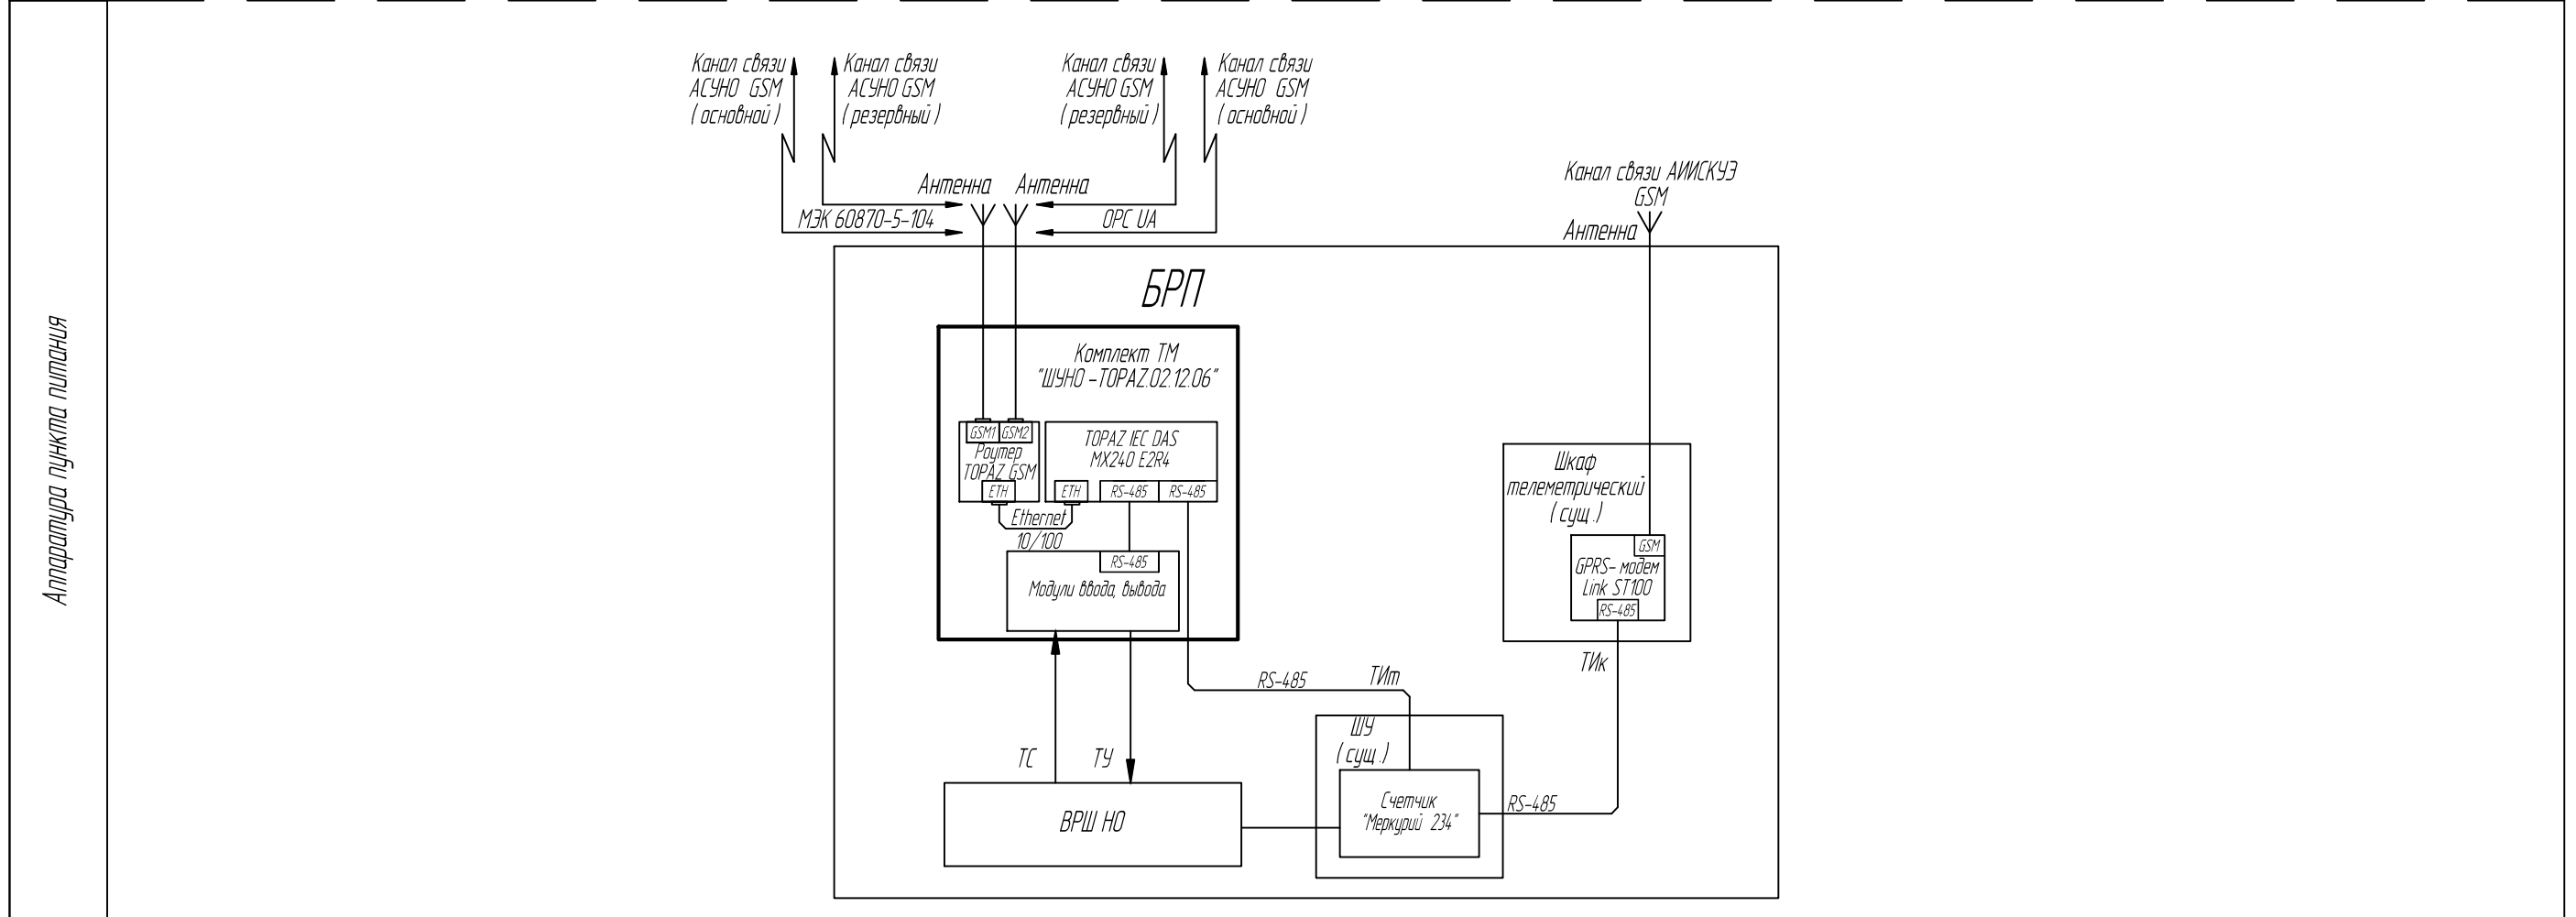 Аппаратура пункта питания
Канал связи
АСУНО GSM
(основной)
Канал связи
АСУНО GSM
(резервный)
Канал связи
АСУНО GSM
(резервный)
Канал связи
АСУНО GSM
(основной)
Антенна
Антенна
МЭК 60870-5-104
OPC UA
Канал связи АИИСКУЭ
GSM
Антенна
БРП
Комплект ТМ
"ШУНО -TOPAZ.02.12.06"
GSM1
GSM2
Роутер
TOPAZ GSM
ETH
TOPAZ IEC DAS
MX240 E2R4
ETH
RS-485
RS-485
Ethernet
10/100
RS-485
Модули ввода, вывода
Шкаф
телеметрический
(сущ.)
GSM
GPRS- модем
Link ST100
RS-485
ТИк
RS-485
ТИт
ТС
ТУ
ШУ
(сущ.)
Счетчик
"Меркурий 234"
RS-485
ВРШ НО